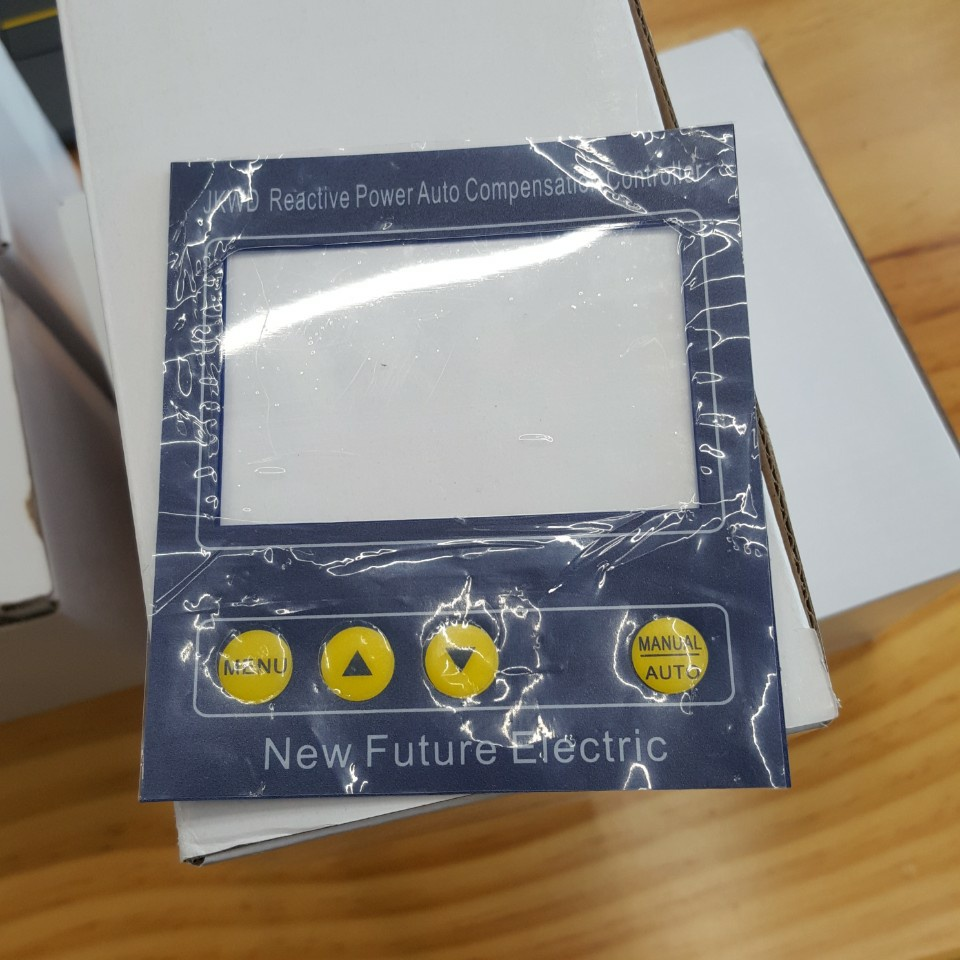 JKWD Reactive Power Auto Compensation Controller
MENU
MANUAL
AUTO
New Future Electric